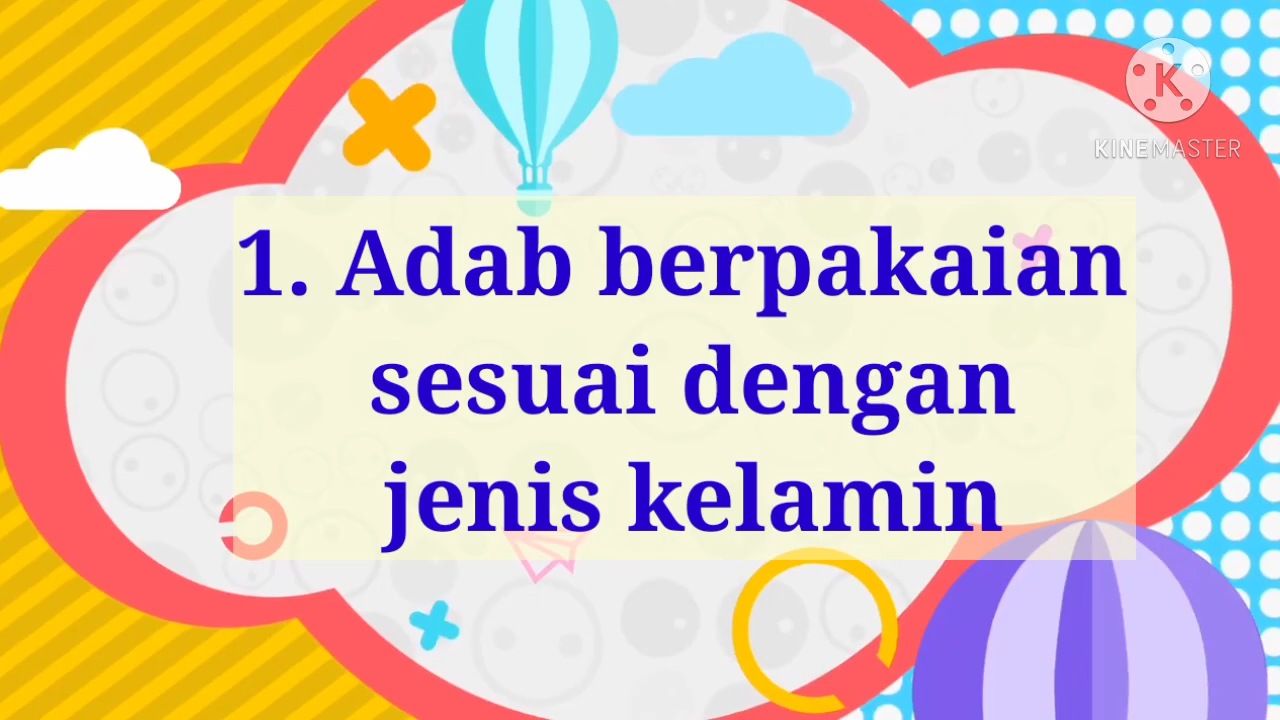 KINEMASTER
1. Adab berpakaian
sesuai dengan
jenis kelamin